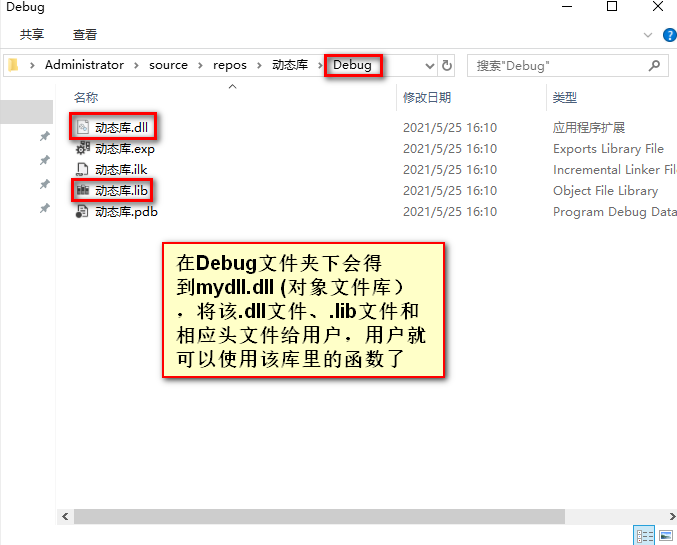 Debug
共享 查看
Administrator source repos 动态库 Debug 搜索"Debug"
名称 修改日期 类型
动态库.dll 2021/5/25 16:10 应用程序扩展
动态库.exp 2021/5/25 16:10 Exports Library File
动态库.ilk 2021/5/25 16:10 Incremental Linker File
动态库.lib 2021/5/25 16:10 Object File Library
动态库.pdb 2021/5/25 16:10 Program Debug Data
在Debug文件夹下会得
到mydll.dll (对象文件库）
，将该.dll文件、.lib文件和
相应头文件给用户，用户就
可以使用该库里的函数了